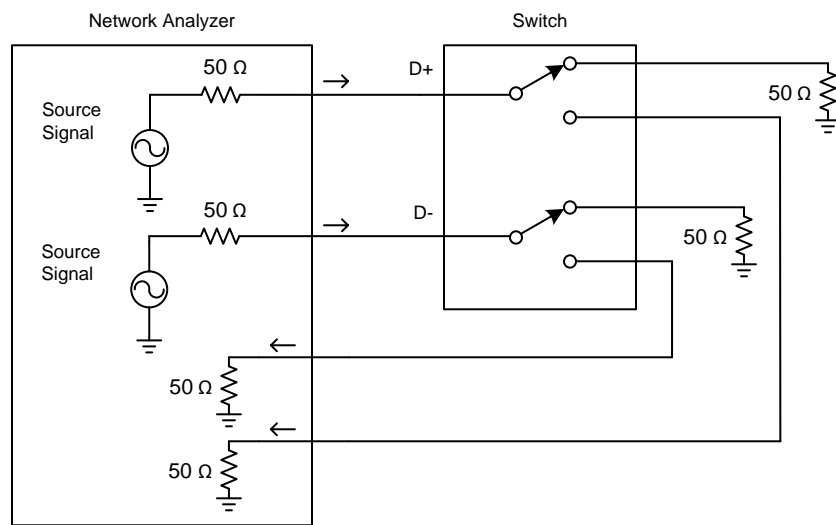 Network Analyzer
Switch
50 Ω
D+
50 Ω
Source
Signal
50 Ω
D-
50 Ω
Source
Signal
50 Ω
50 Ω